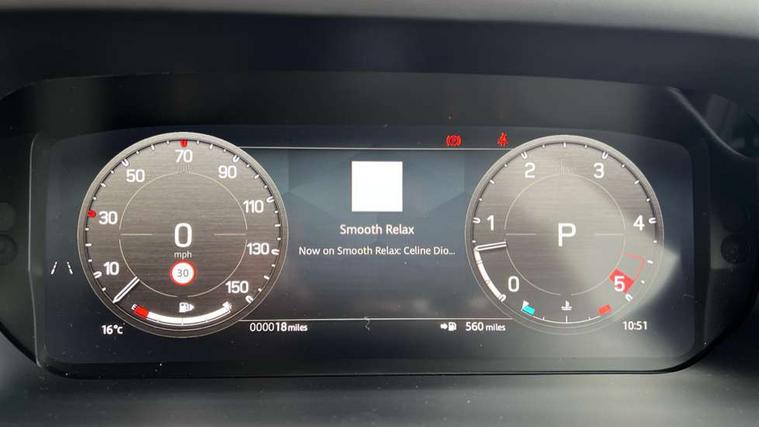 70
50
90
30
110
0
mph
130
10
30
150
E
F
16°C
000018 miles
Smooth Relax
Now on Smooth Relax: Celine Dio...
2
3
1
4
P
0
5
560 miles
10:51